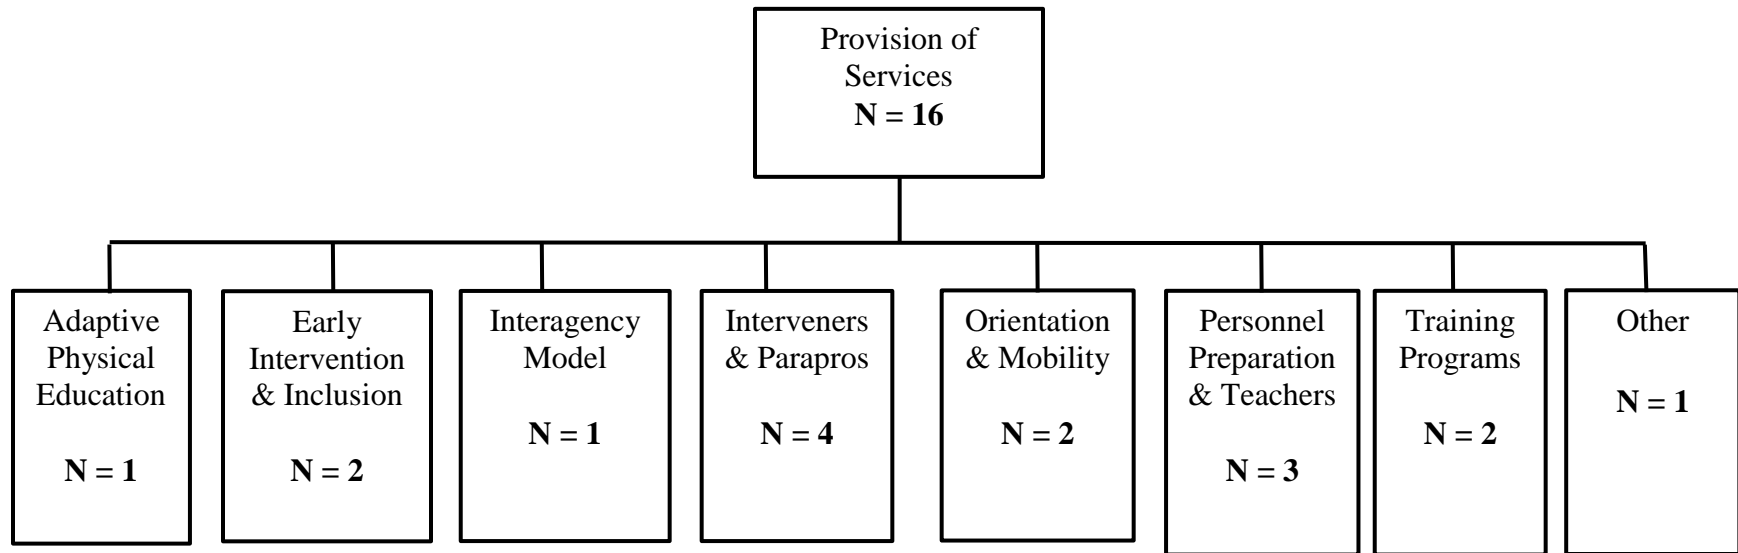 Provision of
Services
N = 16
Adaptive
Physical
Education
N = 1
Early
Intervention
& Inclusion
N = 2
Interagency
Model
N = 1
Interveners
& Parapros
N = 4
Orientation
& Mobility
N = 2
Personnel
Preparation
& Teachers
N = 3
Training
Programs
N = 2
Other
N = 1